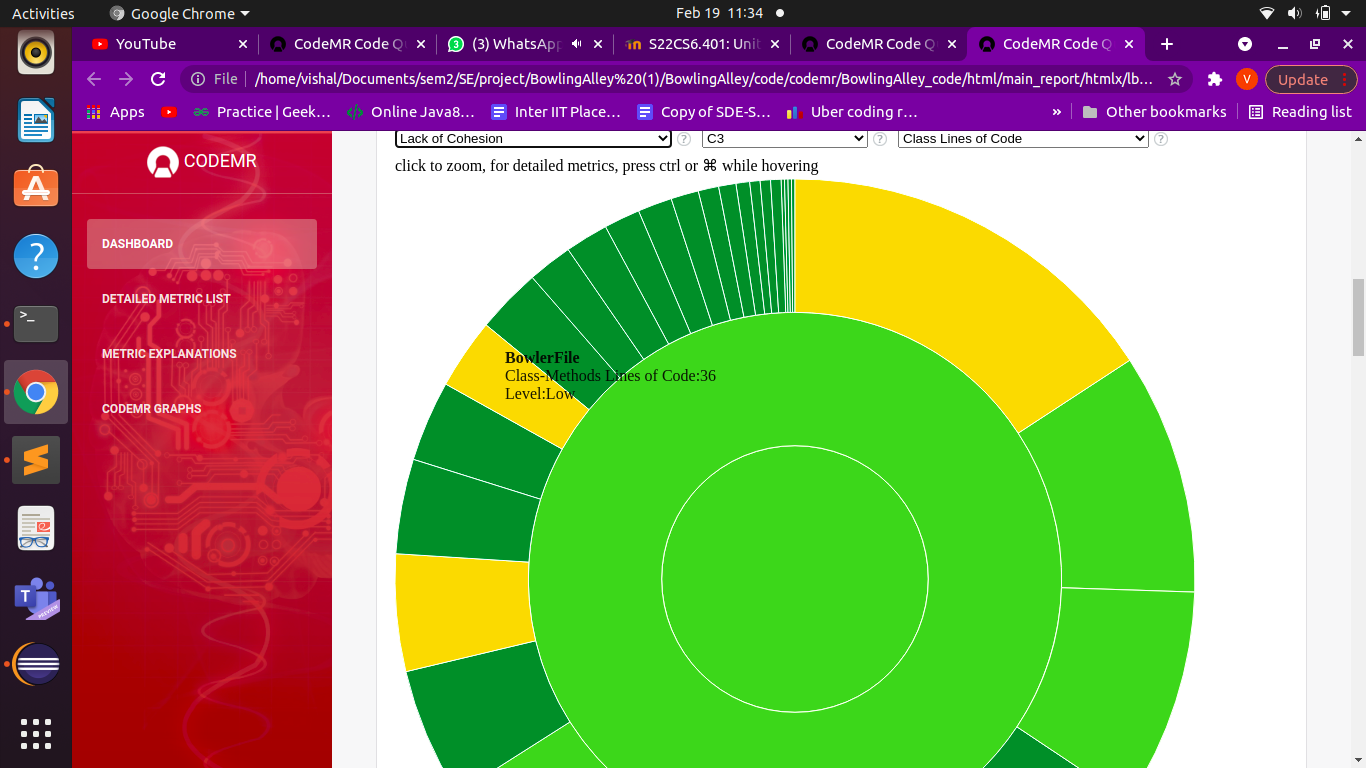 Activities Google Chrome Feb 19 11:34
YouTube CodeMR Code Q (3) WhatsApp S22CS6.401: Unit CodeMR Code Q CodeMR Code Q
File /home/vishal/Documents/sem2/SE/project/BowlingAlley%20(1)/BowlingAlley/code/codemr/BowlingAlley_code/html/main_report/htmlx/lb… V Update
Apps Practice | Geek… Online Java8… Inter IIT Place… Copy of SDE-S… Uber coding r… » Other bookmarks Reading list
CODEMR
DASHBOARD
DETAILED METRIC LIST
METRIC EXPLANATIONS
CODEMR GRAPHS
Lack of Cohesion ? C3 ? Class Lines of Code ?
click to zoom, for detailed metrics, press ctrl or ⌘ while hovering
BowlerFile
Class-Methods Lines of Code:36
Level:Low